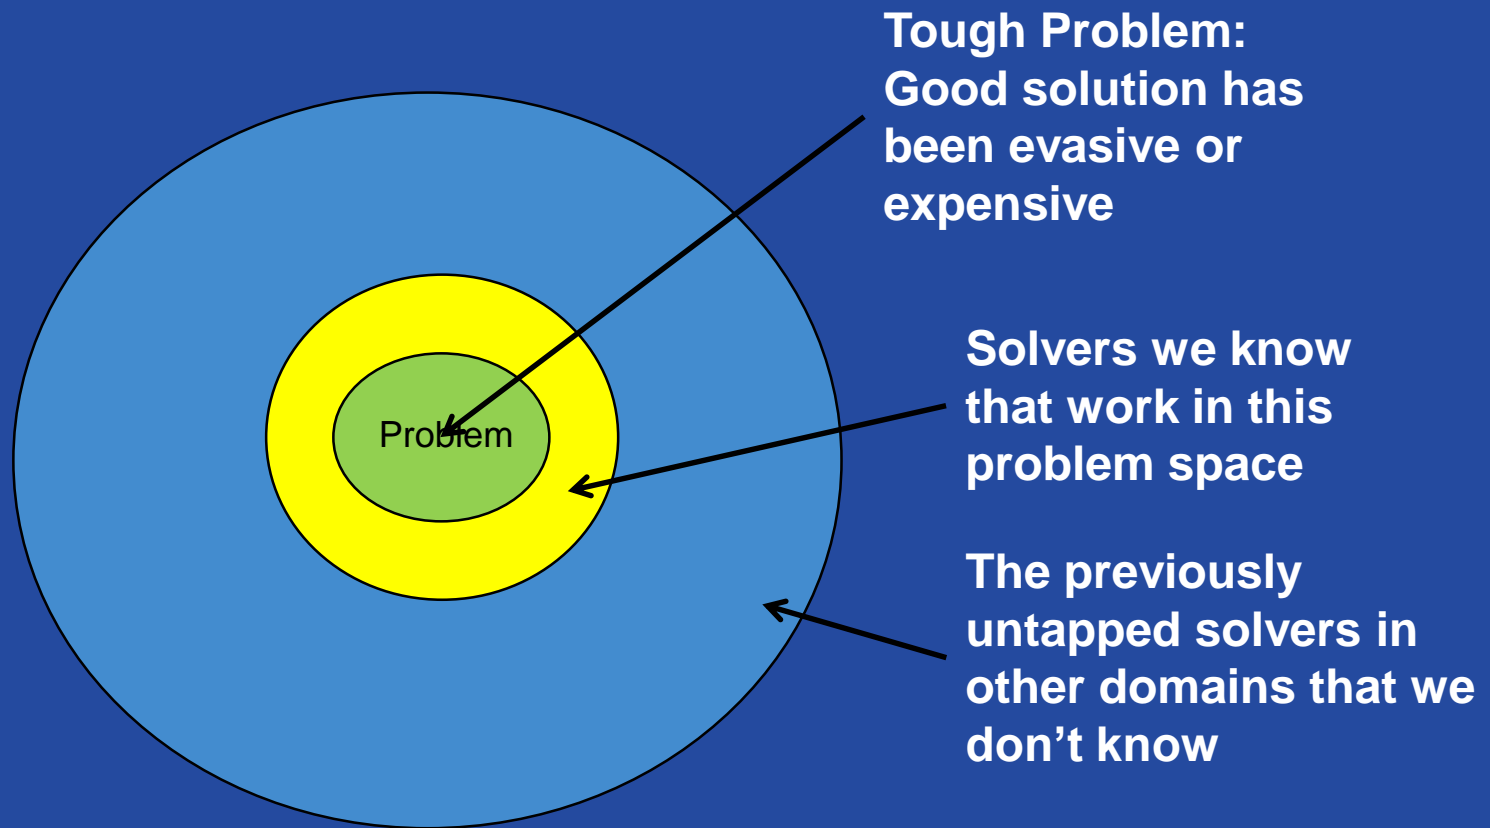 Tough Problem:
Good solution has
been evasive or
expensive
Problem
Solvers we know
that work in this
problem space
The previously
untapped solvers in
other domains that we
don’t know